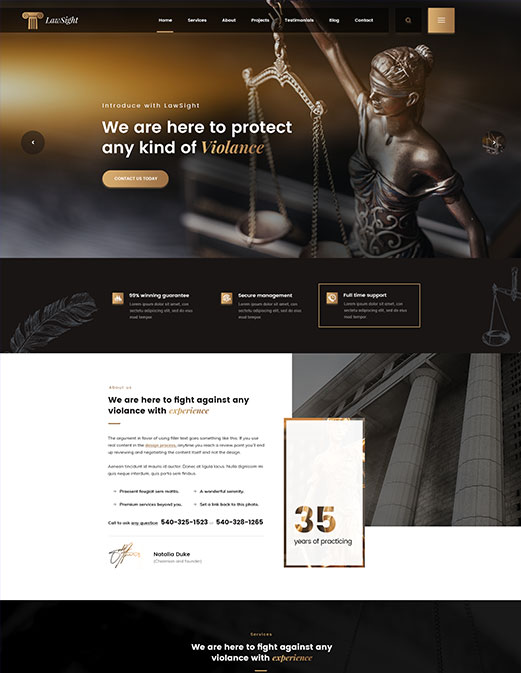 LawSight
Home Services About Projects Testimonials Blog Contact
Introduce with LawSight
We are here to protect
any kind of Violance
CONTACT US TODAY
99% winning guarantee
Lorem ipsum dolor sit amet, con
sectetu adipiscing elit, sed do eius
mod tempor.
Secure management
Lorem ipsum dolor sit amet, con
sectetu adipiscing elit, sed do eius
mod tempor.
Full time support
Lorem ipsum dolor sit amet, con
sectetu adipiscing elit, sed do eius
mod tempor.
About us
We are here to fight against any
violance with experience
The argument in favor of using filler text goes something like this: If you use
real content in the design process, anytime you reach a review point you'll end
up reviewing and negotiating the content itself and not the design.
Aenean tincidunt id mauris id auctor. Donec at ligula lacus. Nulla dignissim mi
quis neque interdum, quis porta sem finibus.
Praesent feugiat sem mattis.
A wonderful serenity.
Premium services beyond you.
Set a link back to this photo.
Call to ask any question 540-325-1523 or 540-328-1265
Natalia Duke
(Chairman and founder)
35
years of practicing
Services
We are here to fight against any
violance with experience